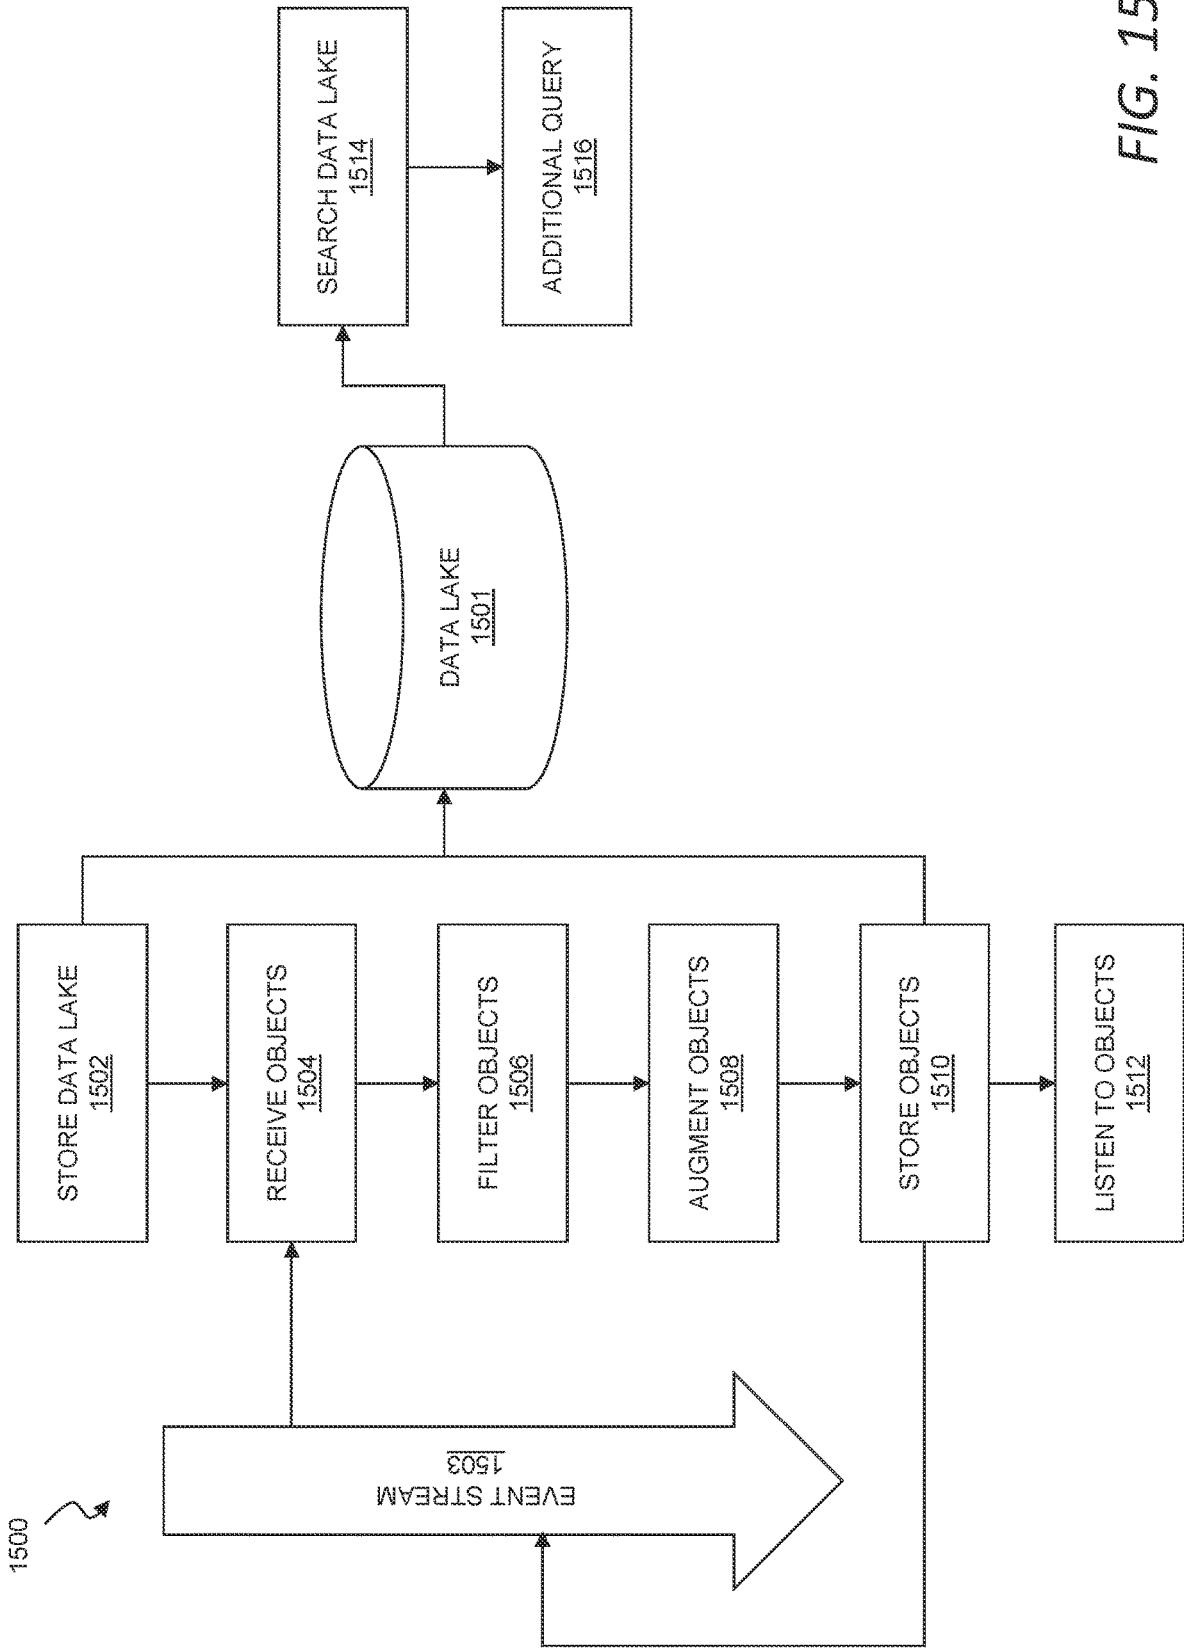 1500
EVENT STREAM
1503
STORE DATA LAKE
1502
RECEIVE OBJECTS
1504
FILTER OBJECTS
1506
AUGMENT OBJECTS
1508
STORE OBJECTS
1510
LISTEN TO OBJECTS
1512
DATA LAKE
1501
SEARCH DATA LAKE
1514
ADDITIONAL QUERY
1516
FIG. 15